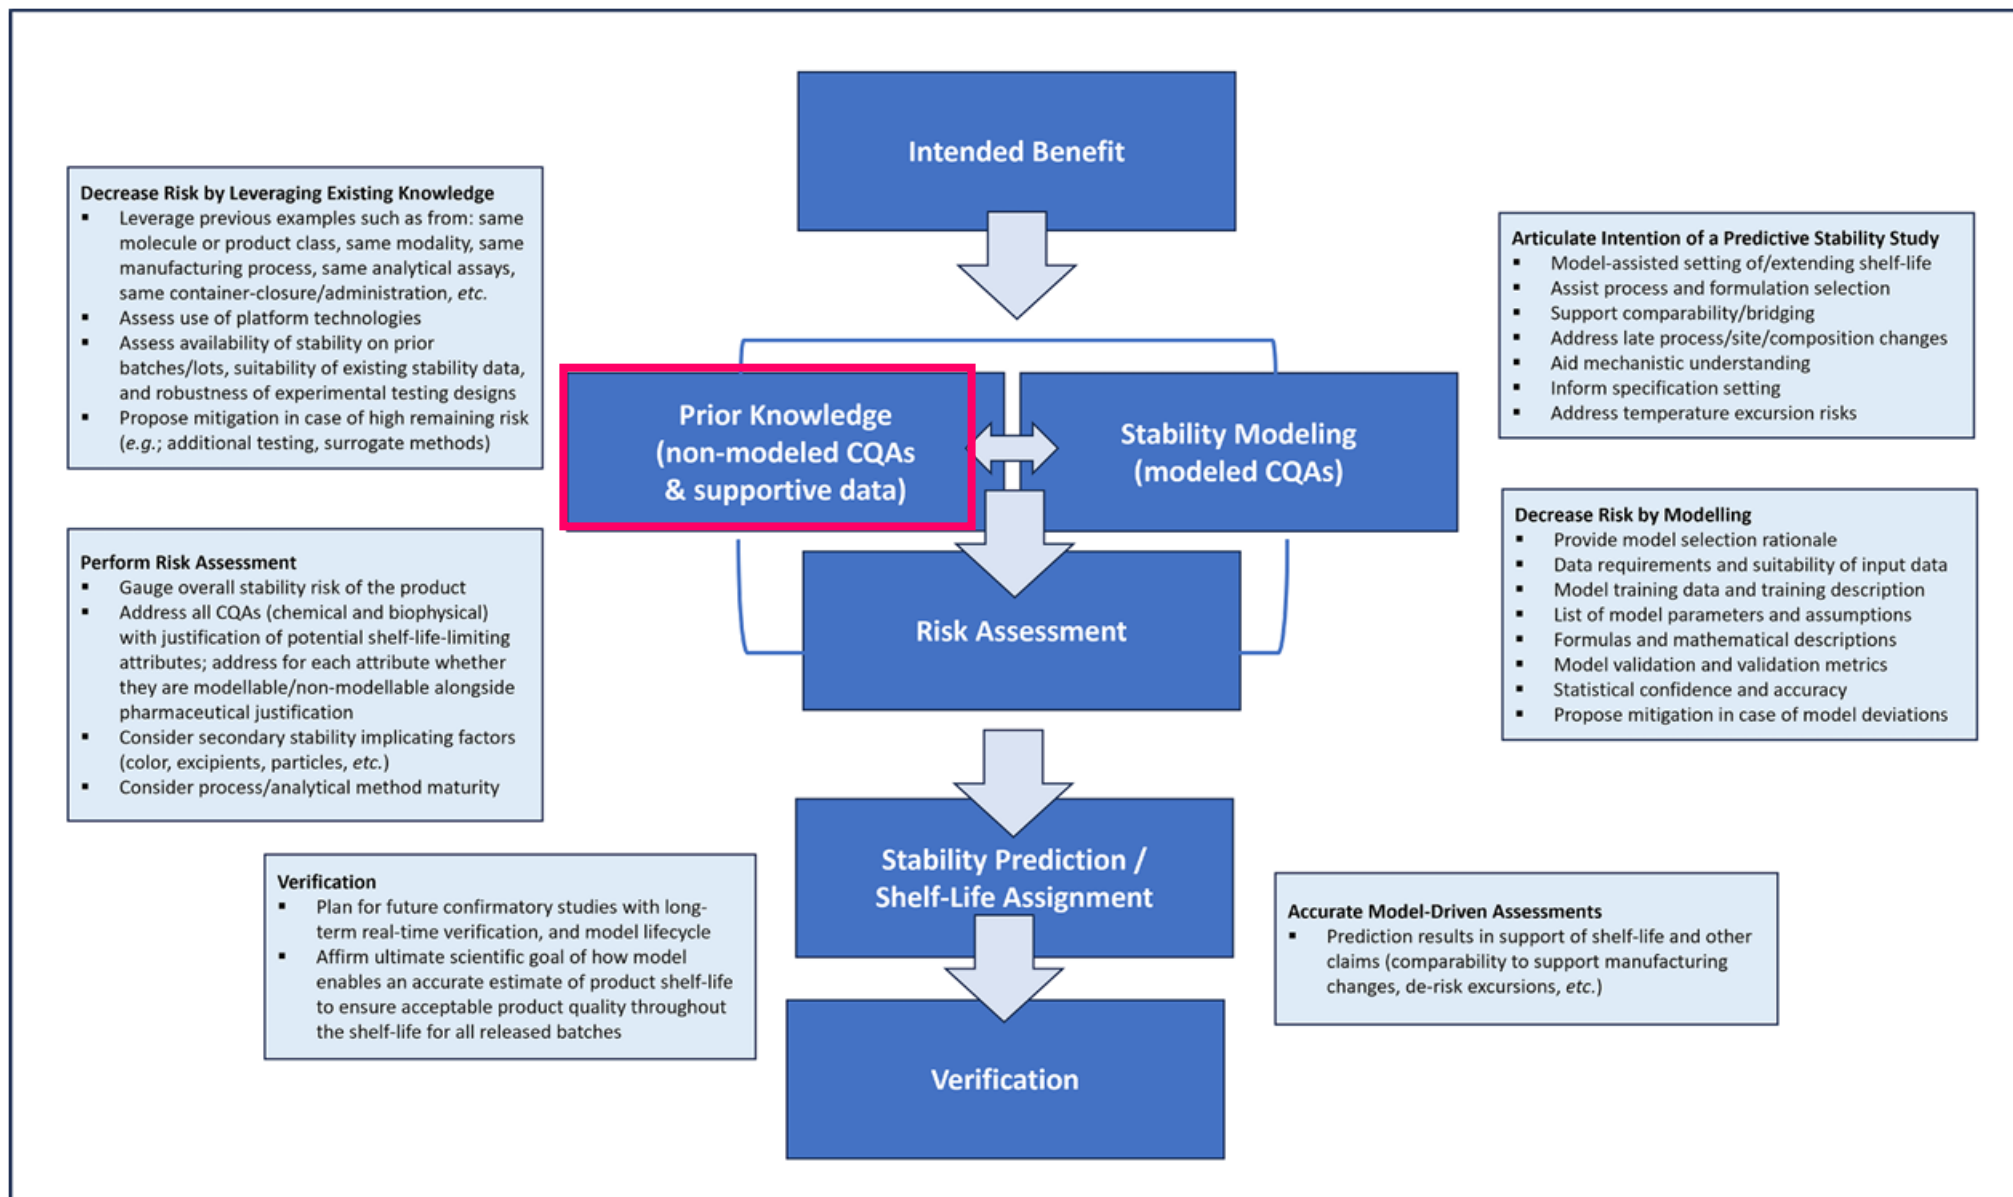 Intended Benefit
Decrease Risk by Leveraging Existing Knowledge
▪ Leverage previous examples such as from: same
molecule or product class, same modality, same
manufacturing process, same analytical assays,
same container-closure/administration, etc.
▪ Assess use of platform technologies
▪ Assess availability of stability on prior
batches/lots, suitability of existing stability data,
and robustness of experimental testing designs
▪ Propose mitigation in case of high remaining risk
(e.g.; additional testing, surrogate methods)
Articulate Intention of a Predictive Stability Study
▪ Model-assisted setting of/extending shelf-life
▪ Assist process and formulation selection
▪ Support comparability/bridging
▪ Address late process/site/composition changes
▪ Aid mechanistic understanding
▪ Inform specification setting
▪ Address temperature excursion risks
Prior Knowledge
(non-modeled CQAs
& supportive data)
Stability Modeling
(modeled CQAs)
Perform Risk Assessment
▪ Gauge overall stability risk of the product
▪ Address all CQAs (chemical and biophysical)
with justification of potential shelf-life-limiting
attributes; address for each attribute whether
they are modellable/non-modellable alongside
pharmaceutical justification
▪ Consider secondary stability implicating factors
(color, excipients, particles, etc.)
▪ Consider process/analytical method maturity
Risk Assessment
Decrease Risk by Modelling
▪ Provide model selection rationale
▪ Data requirements and suitability of input data
▪ Model training data and training description
▪ List of model parameters and assumptions
▪ Formulas and mathematical descriptions
▪ Model validation and validation metrics
▪ Statistical confidence and accuracy
▪ Propose mitigation in case of model deviations
Stability Prediction /
Shelf-Life Assignment
Verification
▪ Plan for future confirmatory studies with long-
term real-time verification, and model lifecycle
▪ Affirm ultimate scientific goal of how model
enables an accurate estimate of product shelf-life
to ensure acceptable product quality throughout
the shelf-life for all released batches
Accurate Model-Driven Assessments
▪ Prediction results in support of shelf-life and other
claims (comparability to support manufacturing
changes, de-risk excursions, etc.)
Verification